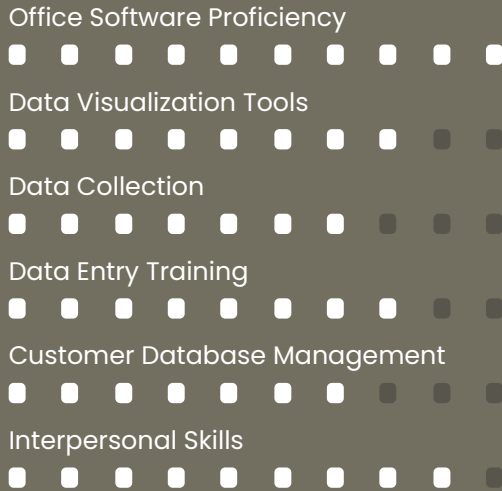 Office Software Proficiency
Data Visualization Tools
Data Collection
Data Entry Training
Customer Database Management
Interpersonal Skills